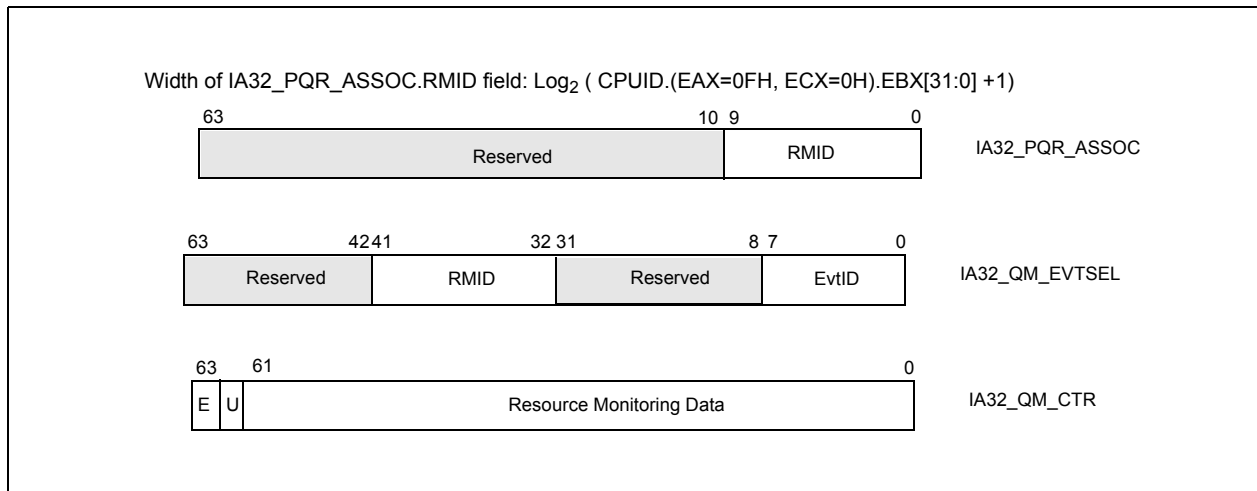 Width of IA32_PQR_ASSOC.RMID field: Log2 ( CPUID.(EAX=0FH, ECX=0H).EBX[31:0] +1)
63 10 9 0
Reserved RMID IA32_PQR_ASSOC
63 42 41 32 31 8 7 0
Reserved RMID Reserved EvtID IA32_QM_EVTSEL
63 61 0
E U Resource Monitoring Data IA32_QM_CTR